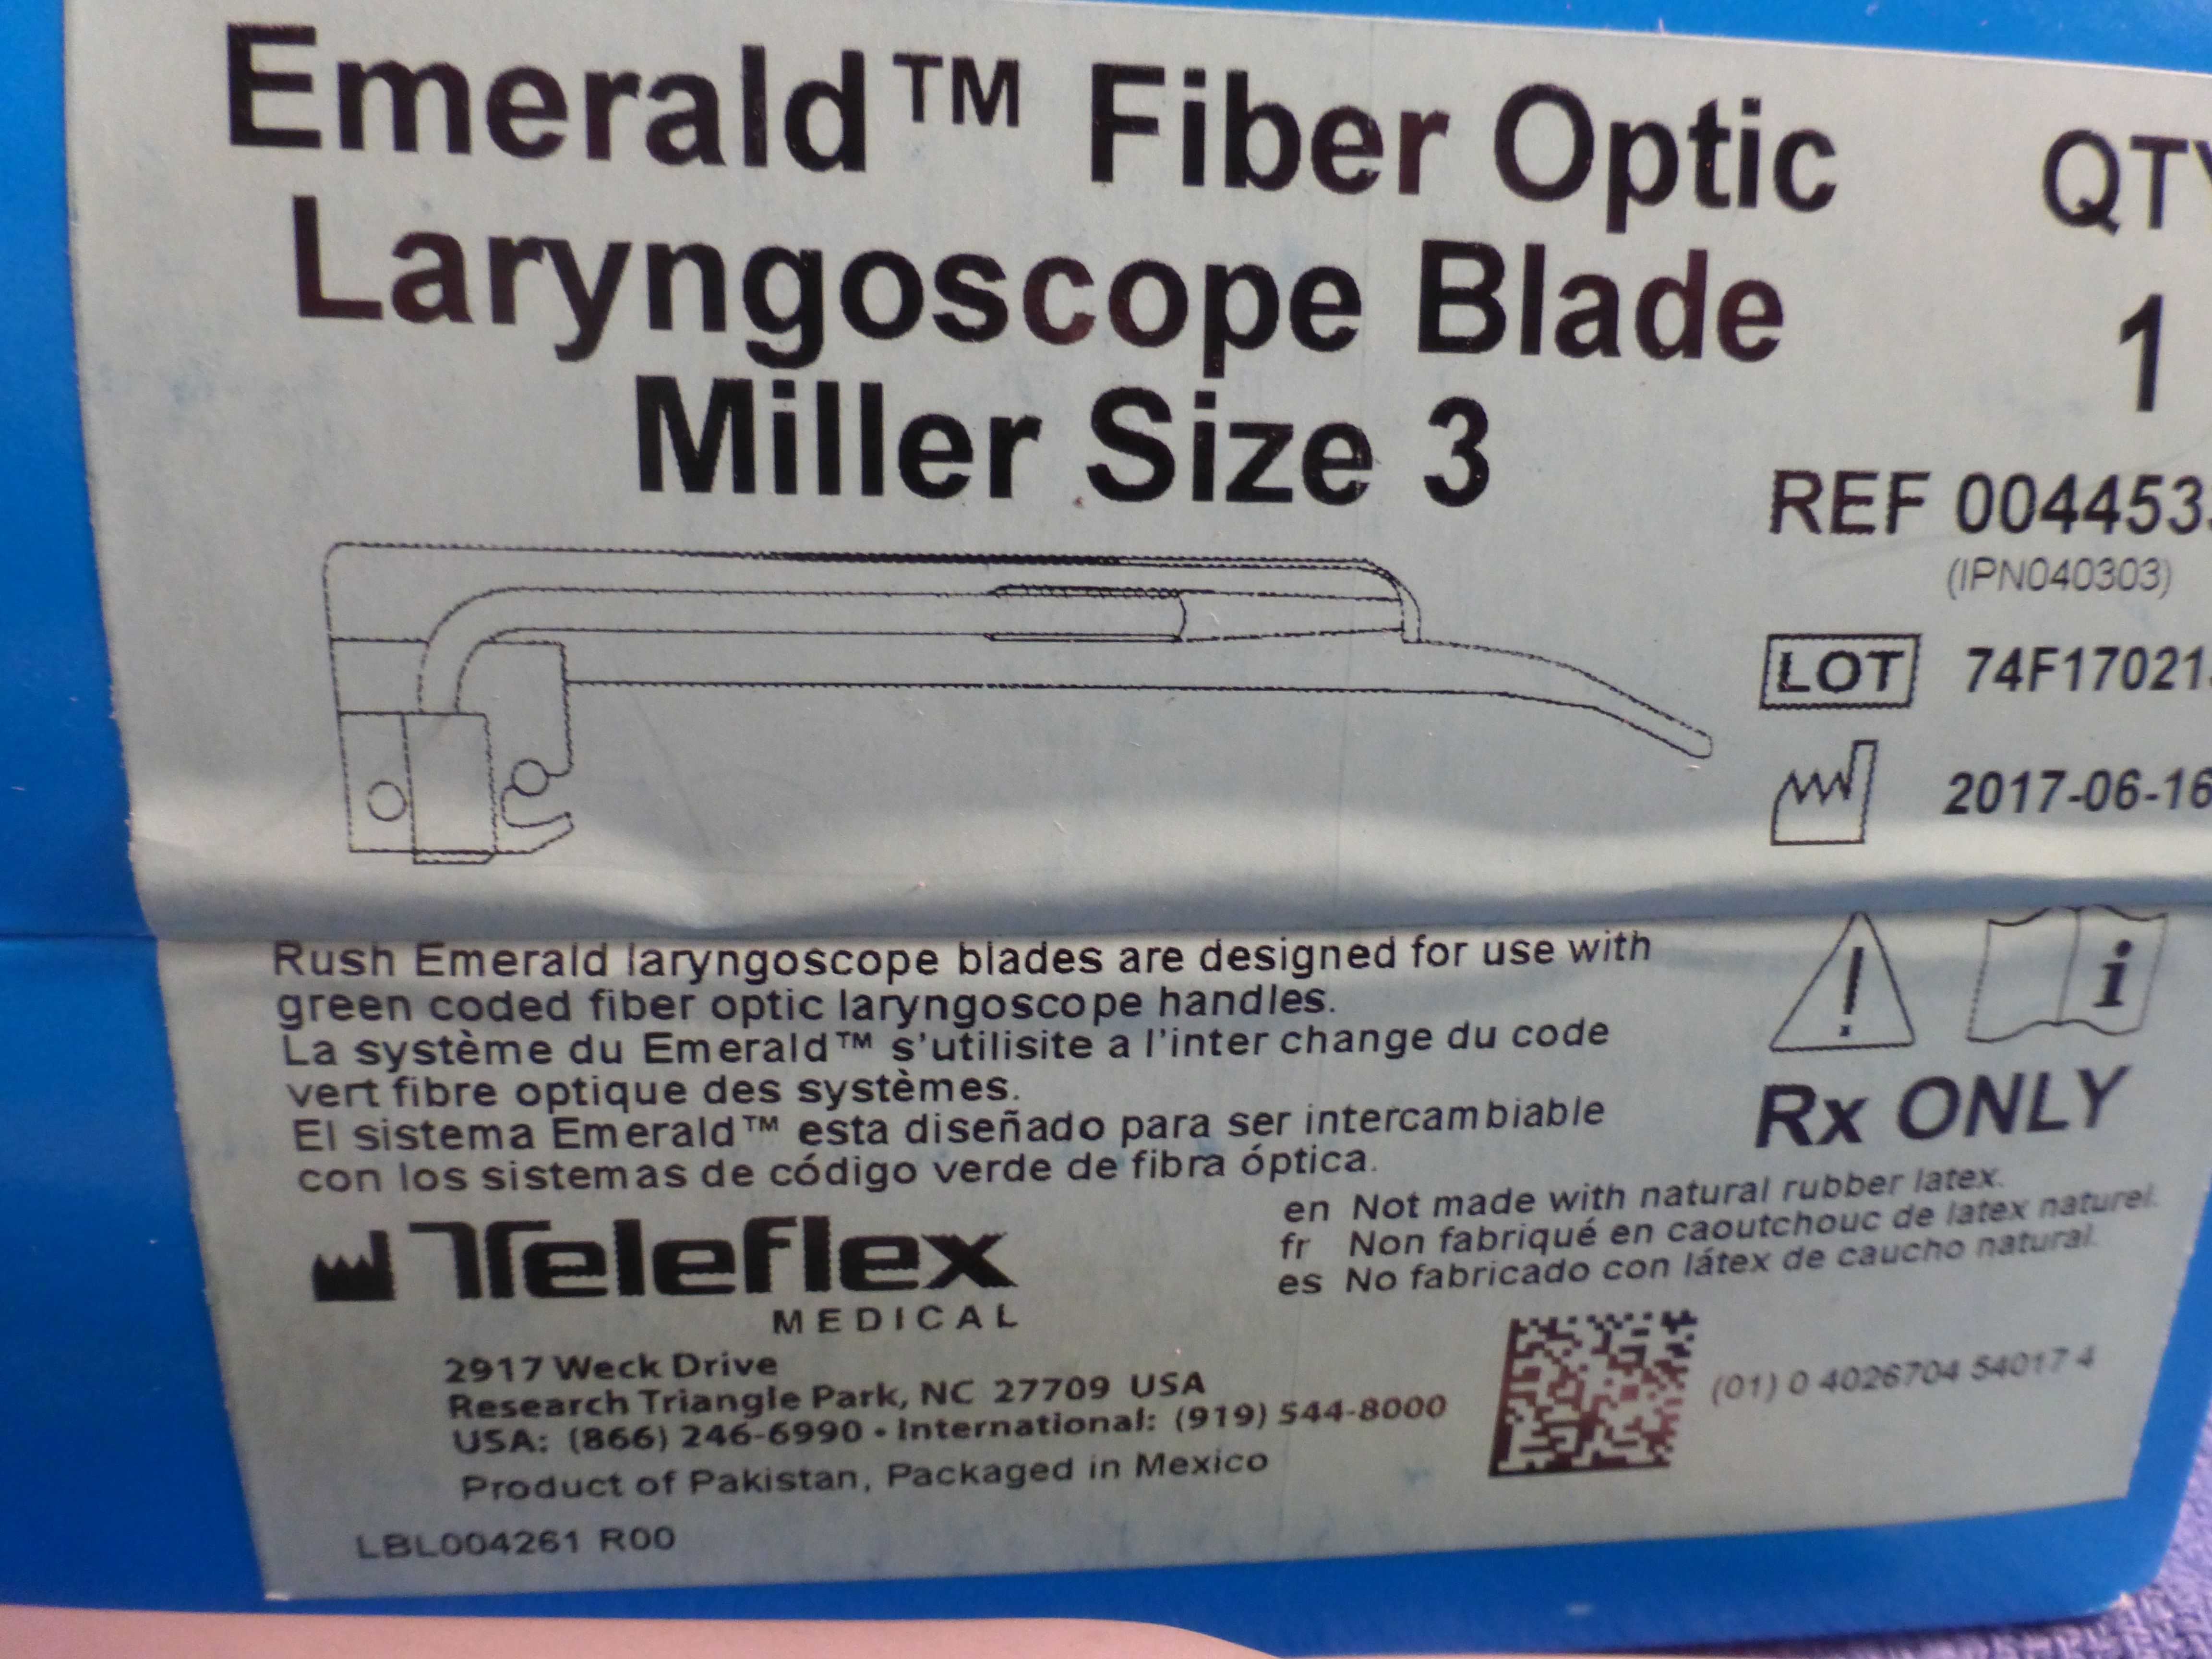 Emerald™ Fiber Optic
Laryngoscope Blade
Miller Size 3
QTY
1
REF 004453
(IPN040303)
LOT 74F17021
2017-06-16
Rush Emerald laryngoscope blades are designed for use with
green coded fiber optic laryngoscope handles.
La système du Emerald™ s'utilisite a l'inter change du code
vert fibre optique des systèmes.
El sistema Emerald™ esta diseñado para ser intercambiable
con los sistemas de código verde de fibra óptica.
i
Rx ONLY
en Not made with natural rubber latex.
fr Non fabriqué en caoutchouc de latex naturel.
es No fabricado con látex de caucho natural.
Teleflex
MEDICAL
2917 Weck Drive
Research Triangle Park, NC 27709 USA
USA: (866) 246-6990 • International: (919) 544-8000
Product of Pakistan, Packaged in Mexico
(01) 0 4026704 54017 4
LBL004261 R00